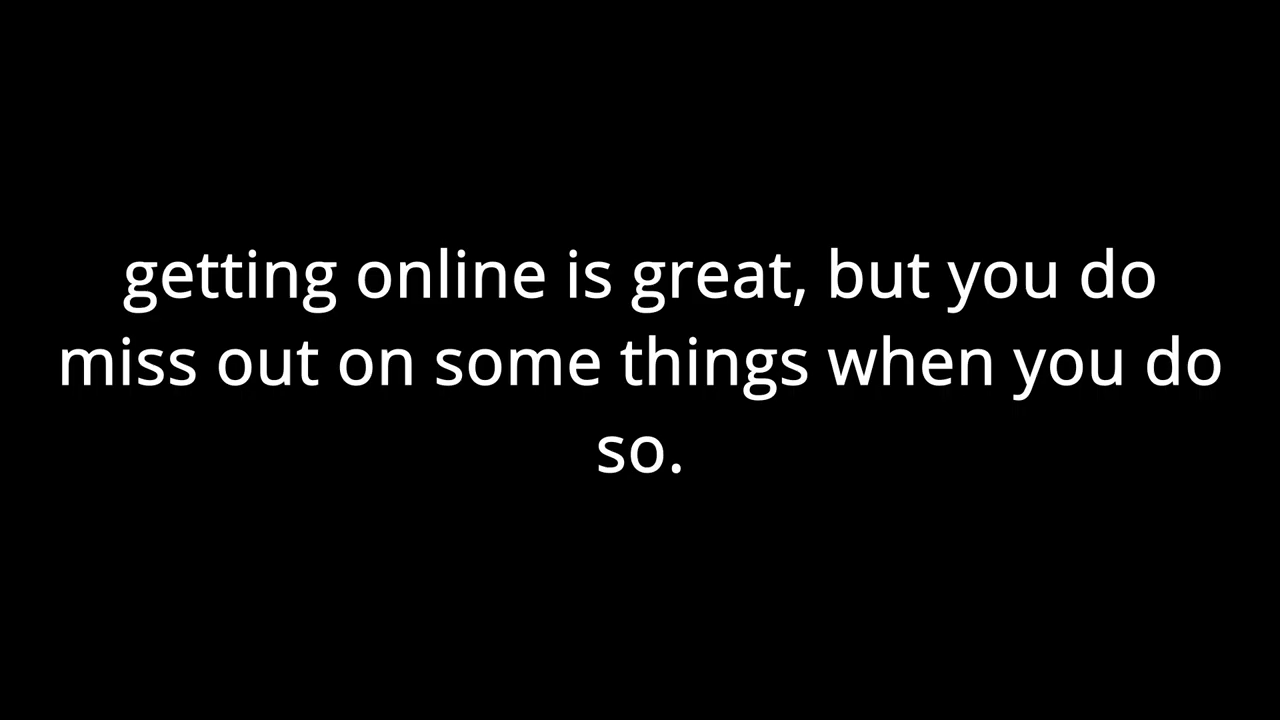 getting online is great, but you do
miss out on some things when you do
so.